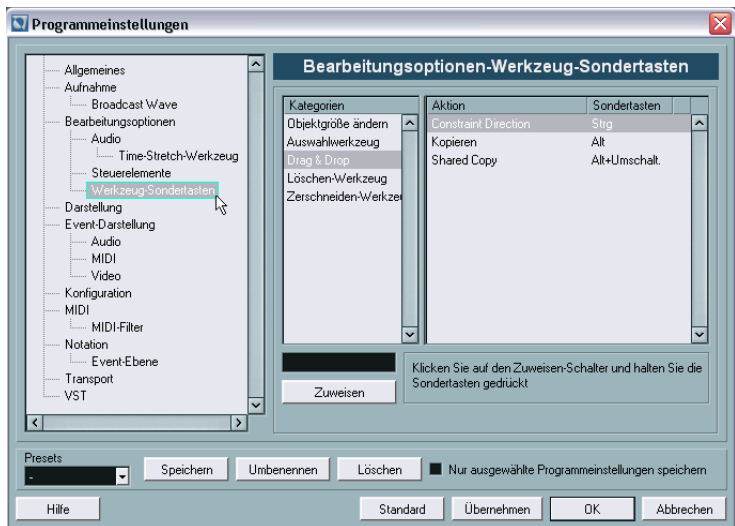 Programmeinstellungen
Allgemeines
Aufnahme
Broadcast Wave
Bearbeitungsoptionen
Audio
Time-Stretch-Werkzeug
Steuerelemente
Werkzeug-Sondertasten
Darstellung
Event-Darstellung
Audio
MIDI
Video
Konfiguration
MIDI
MIDI-Filter
Notation
Event-Ebene
Transport
VST
Bearbeitungsoptionen-Werkzeug-Sondertasten
Kategorien
Objektgröße ändern
Auswahlwerkzeug
Drag & Drop
Löschen-Werkzeug
Zerschneiden-Werkze
Aktion Sondertasten
Constraint Direction Strg
Kopieren Alt
Shared Copy Alt+Umschalt.
Zuweisen
Klicken Sie auf den Zuweisen-Schalter und halten Sie die
Sondertasten gedrückt
Presets
-
Speichern Umbenennen Löschen Nur ausgewählte Programmeinstellungen speichern
Hilfe Standard Übernehmen OK Abbrechen